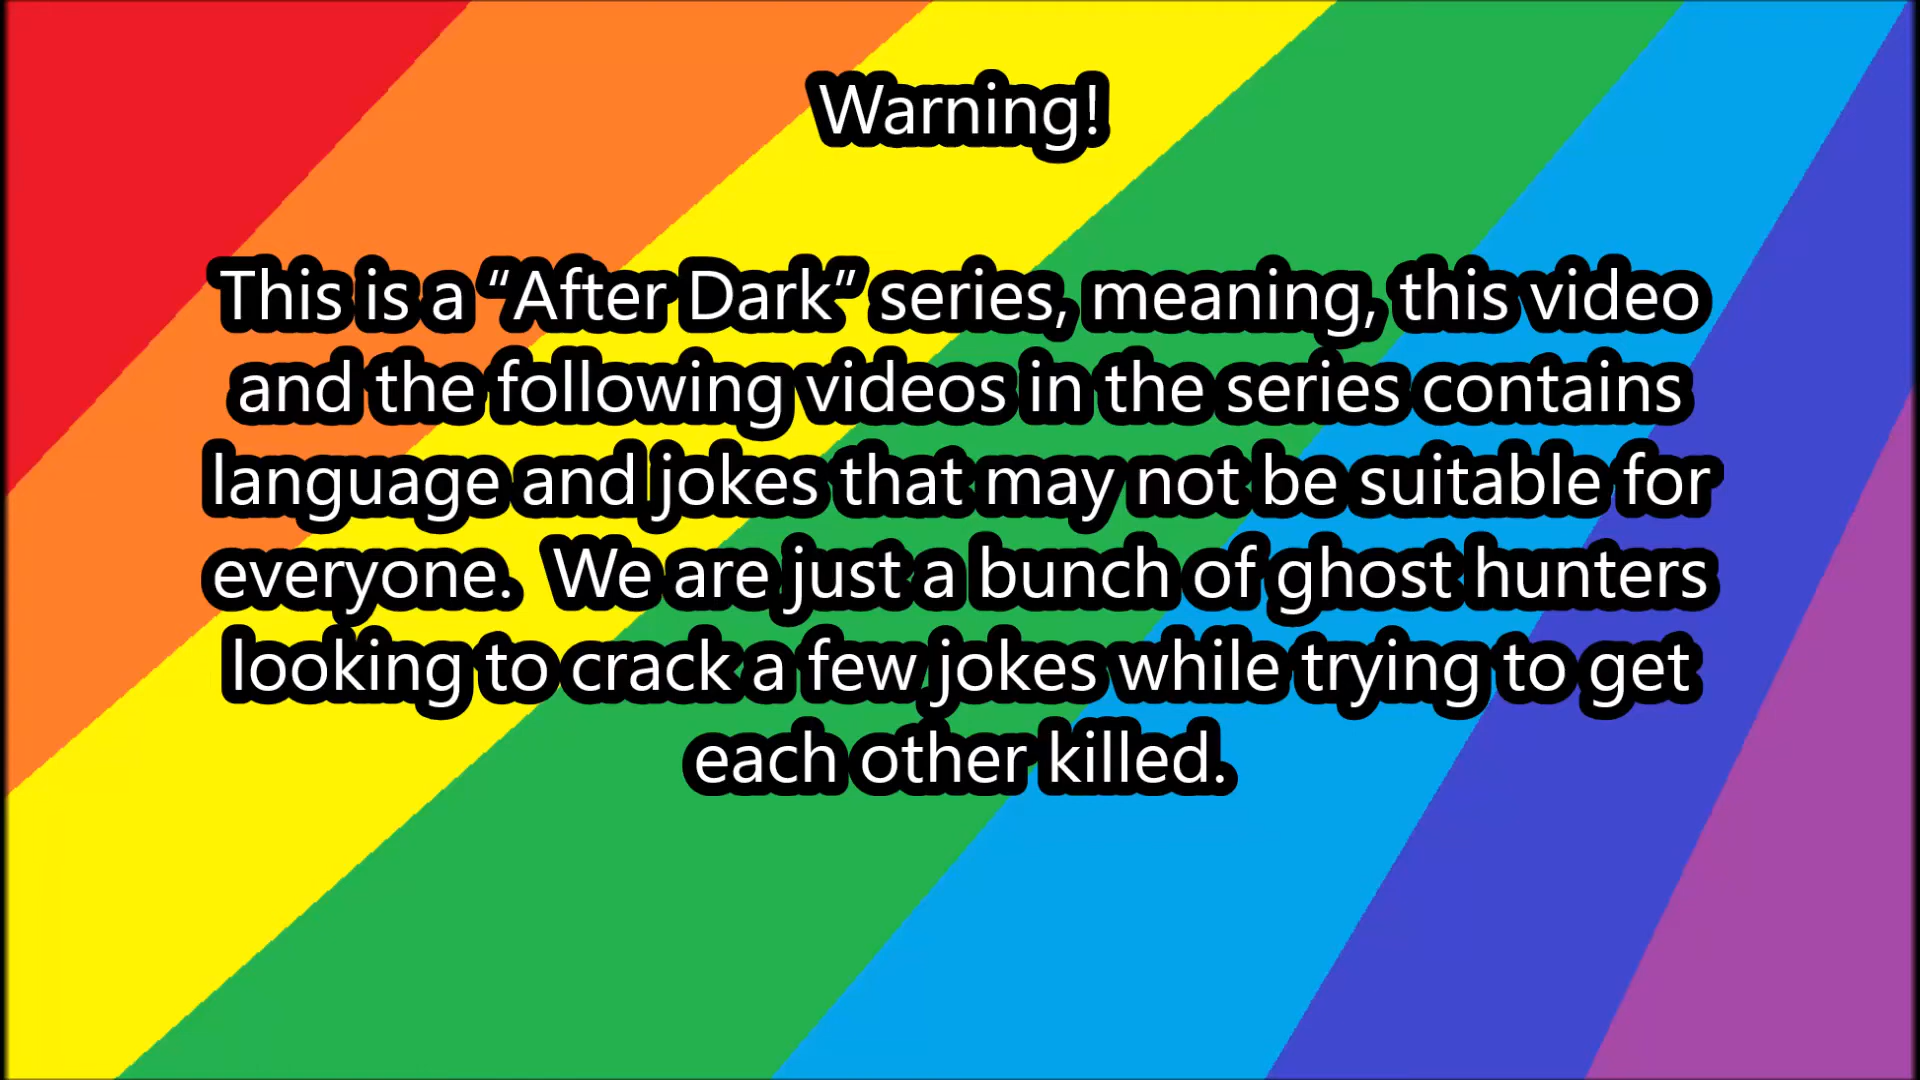 Warning!
This is a “After Dark” series, meaning, this video
and the following videos in the series contains
language and jokes that may not be suitable for
everyone.  We are just a bunch of ghost hunters
looking to crack a few jokes while trying to get
each other killed.